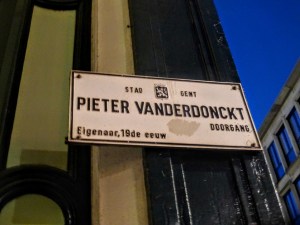 STAD GENT
PIETER VANDERDONCKT
DOORGANG
Eigenaar, 19de eeuw